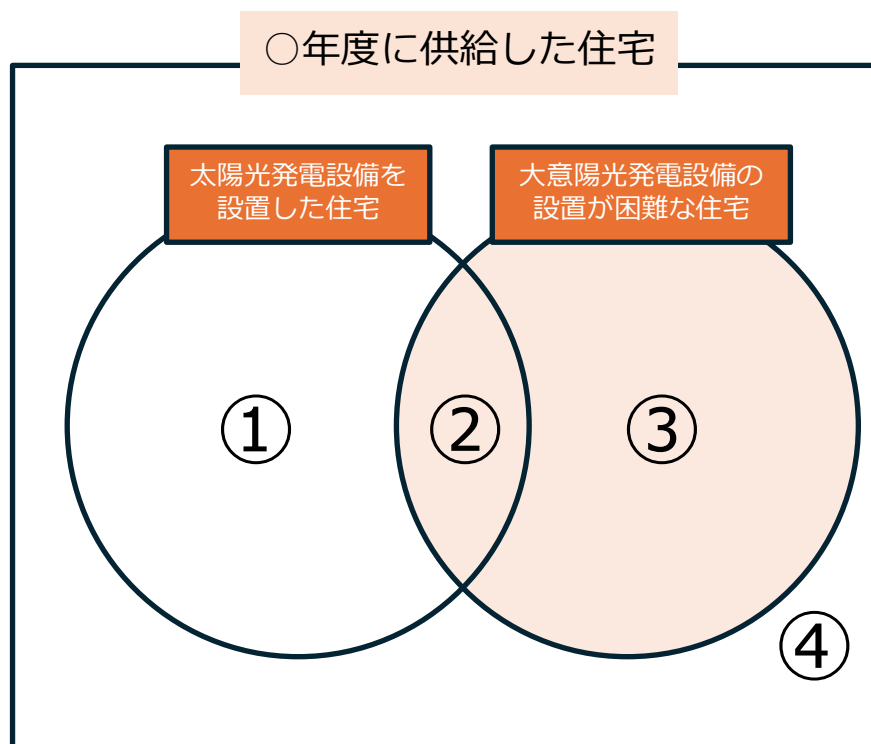 ○年度に供給した住宅
太陽光発電設備を
設置した住宅
大意陽光発電設備の
設置が困難な住宅
①
②
③
④